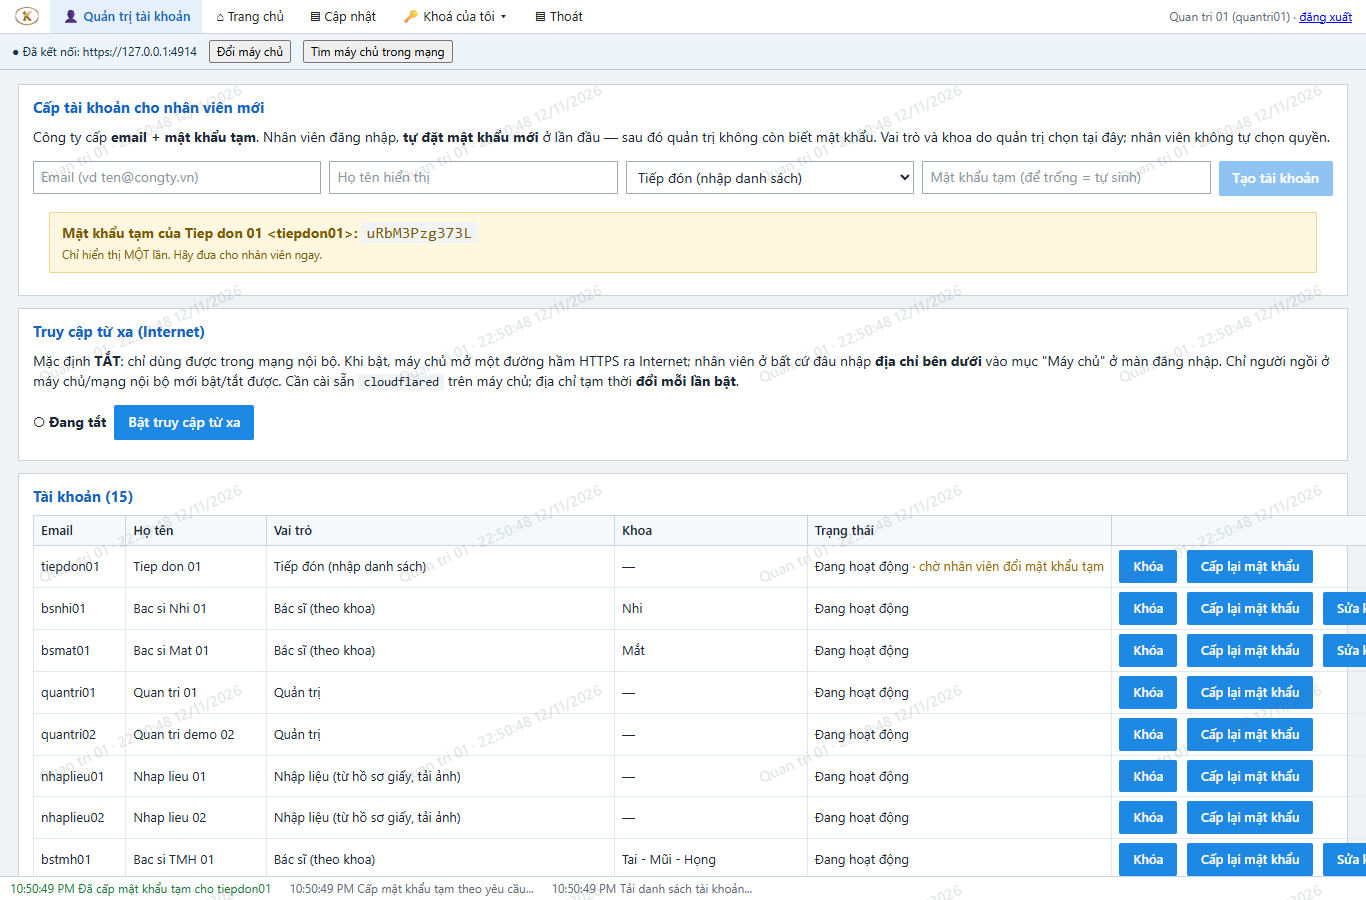 K
Quản trị tài khoản
Trang chủ
Cập nhật
Khoá của tôi
Thoát
Quan tri 01 (quantri01) · đăng xuất
● Đã kết nối: https://127.0.0.1:4914
Đổi máy chủ
Tìm máy chủ trong mạng
Cấp tài khoản cho nhân viên mới
Công ty cấp email + mật khẩu tạm. Nhân viên đăng nhập, tự đặt mật khẩu mới ở lần đầu — sau đó quản trị không còn biết mật khẩu. Vai trò và khoa do quản trị chọn tại đây; nhân viên không tự chọn quyền.
Email (vd ten@congty.vn)
Họ tên hiển thị
Tiếp đón (nhập danh sách)
Mật khẩu tạm (để trống = tự sinh)
Tạo tài khoản
Mật khẩu tạm của Tiep don 01 <tiepdon01>: uRbM3Pzg373L
Chỉ hiển thị MỘT lần. Hãy đưa cho nhân viên ngay.
Truy cập từ xa (Internet)
Mặc định TẮT: chỉ dùng được trong mạng nội bộ. Khi bật, máy chủ mở một đường hầm HTTPS ra Internet; nhân viên ở bất cứ đâu nhập địa chỉ bên dưới vào mục "Máy chủ" ở màn đăng nhập. Chỉ người ngồi ở
máy chủ/mạng nội bộ mới bật/tắt được. Cần cài sẵn cloudflared trên máy chủ; địa chỉ tạm thời đổi mỗi lần bật.
○ Đang tắt
Bật truy cập từ xa
Tài khoản (15)
Email Họ tên Vai trò Khoa Trạng thái
tiepdon01 Tiep don 01 Tiếp đón (nhập danh sách) — Đang hoạt động · chờ nhân viên đổi mật khẩu tạm Khóa Cấp lại mật khẩu
bsnhi01 Bac si Nhi 01 Bác sĩ (theo khoa) Nhi Đang hoạt động Khóa Cấp lại mật khẩu Sửa k
bsmat01 Bac si Mat 01 Bác sĩ (theo khoa) Mắt Đang hoạt động Khóa Cấp lại mật khẩu Sửa k
quantri01 Quan tri 01 Quản trị — Đang hoạt động Khóa Cấp lại mật khẩu
quantri02 Quan tri demo 02 Quản trị — Đang hoạt động Khóa Cấp lại mật khẩu
nhaplieu01 Nhap lieu 01 Nhập liệu (từ hồ sơ giấy, tải ảnh) — Đang hoạt động Khóa Cấp lại mật khẩu
nhaplieu02 Nhap lieu 02 Nhập liệu (từ hồ sơ giấy, tải ảnh) — Đang hoạt động Khóa Cấp lại mật khẩu
bstmh01 Bac si TMH 01 Bác sĩ (theo khoa) Tai - Mũi - Họng Đang hoạt động Khóa Cấp lại mật khẩu Sửa k
10:50:49 PM Đã cấp mật khẩu tạm cho tiepdon01
10:50:49 PM Cấp mật khẩu tạm theo yêu cầu...
10:50:49 PM Tải danh sách tài khoản...
Quan tri 01 · 22:50:48 12/11/2026